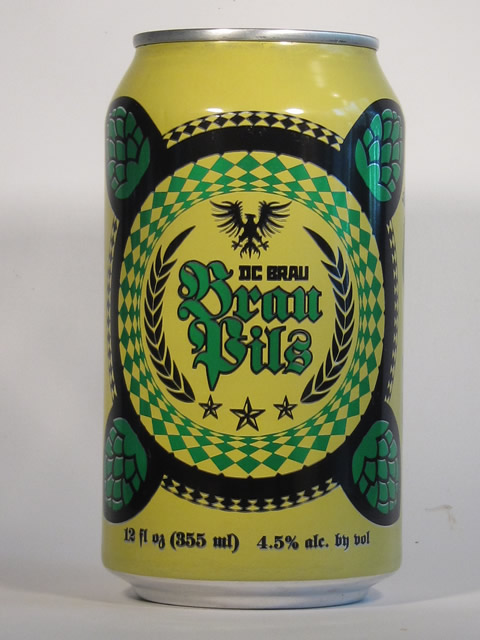 DC BRAU
Brau
Pils
12 fl oz (355 ml) 4.5% alc. by vol